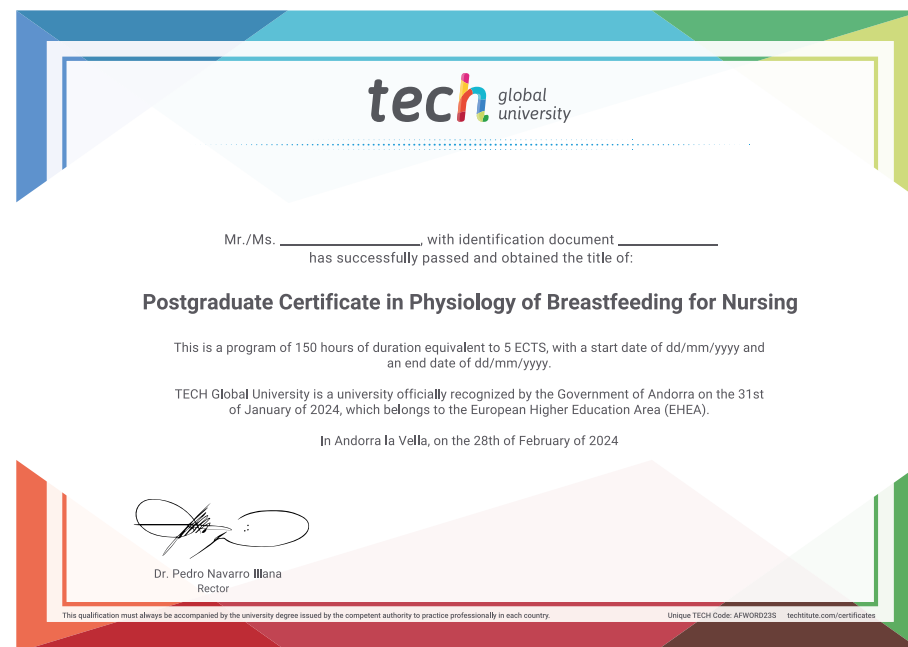 tech global university
Mr./Ms. ____________, with identification document ____________
has successfully passed and obtained the title of:
Postgraduate Certificate in Physiology of Breastfeeding for Nursing
This is a program of 150 hours of duration equivalent to 5 ECTS, with a start date of dd/mm/yyyy and
an end date of dd/mm/yyyy.
TECH Global University is a university officially recognized by the Government of Andorra on the 31st
of January of 2024, which belongs to the European Higher Education Area (EHEA).
In Andorra la Vella, on the 28th of February of 2024
Dr. Pedro Navarro Illana
Rector
This qualification must always be accompanied by the university degree issued by the competent authority to practice professionally in each country.
Unique TECH Code: AFWORD23S techtitute.com/certificates